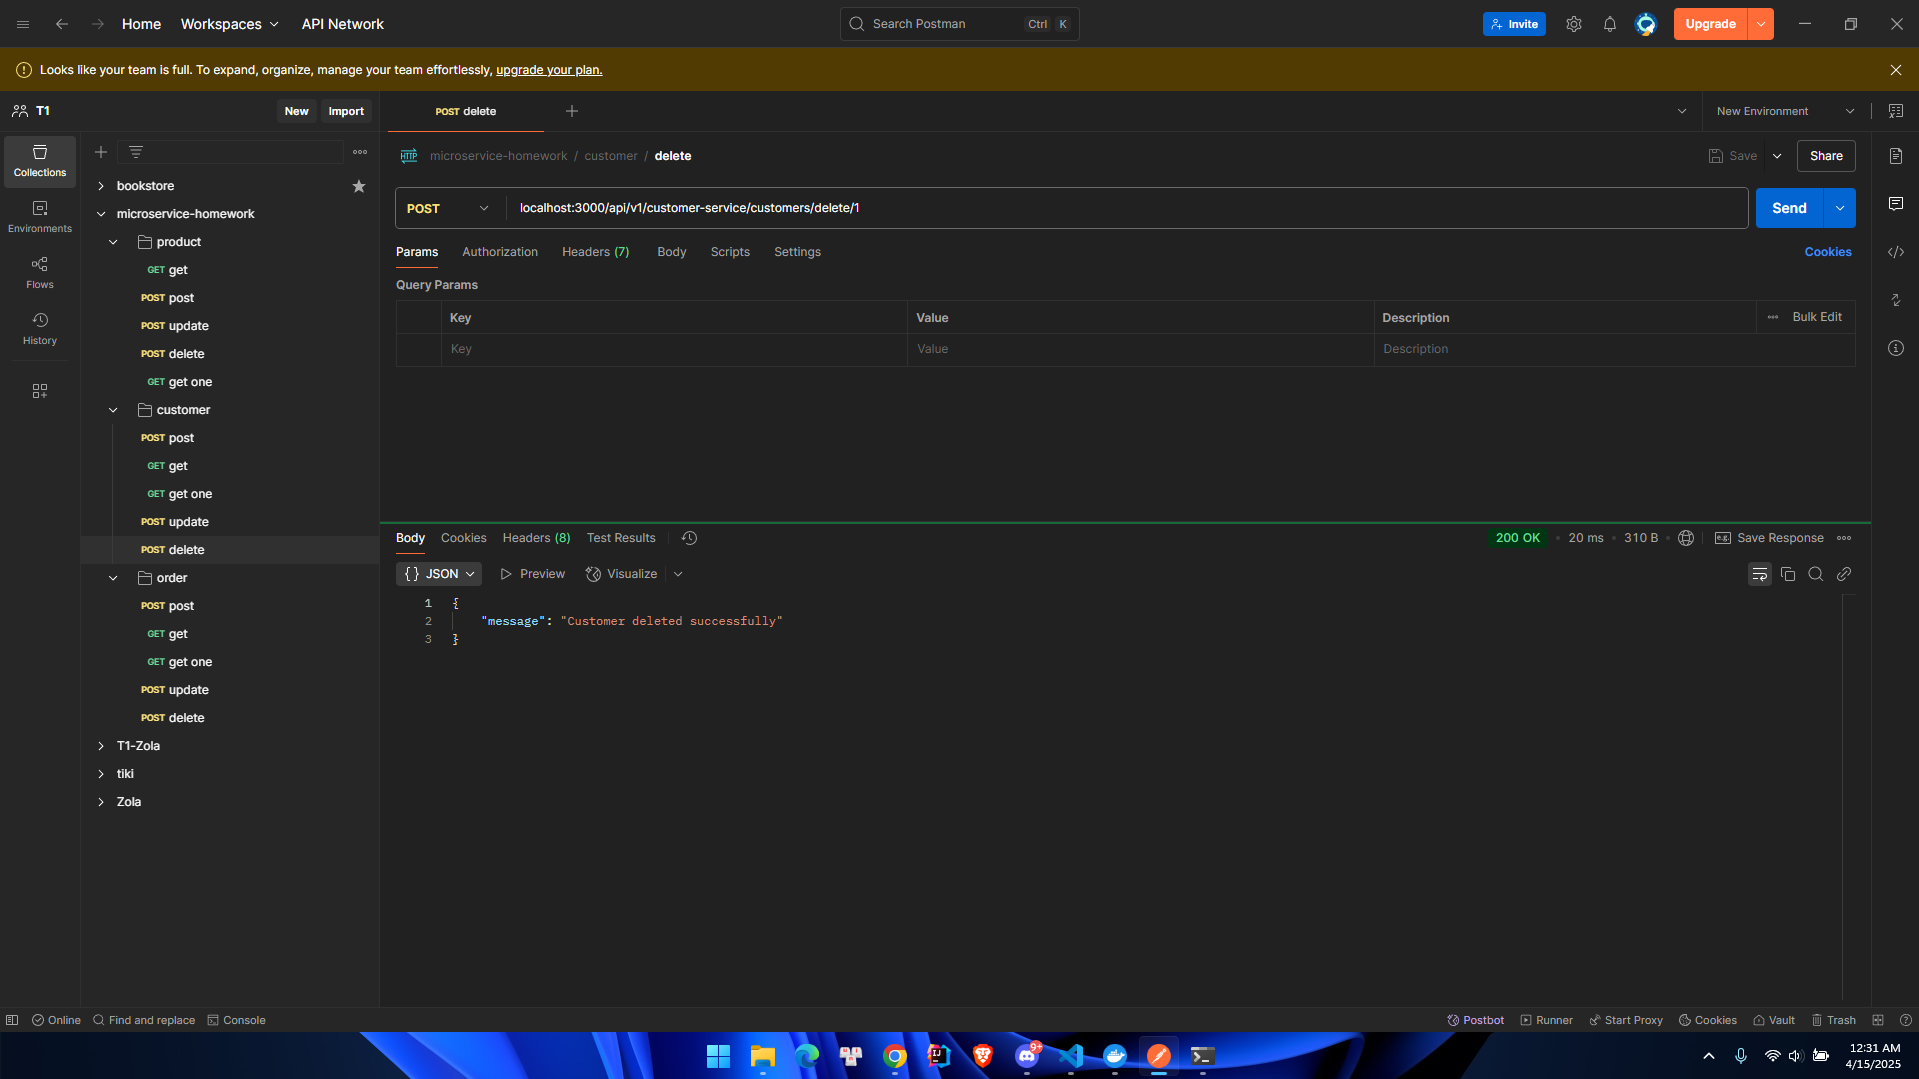 Home Workspaces API Network
Search Postman Ctrl K
Invite Upgrade
Looks like your team is full. To expand, organize, manage your team effortlessly, upgrade your plan.
T1 New Import
POST delete
New Environment
Collections
Environments
Flows
History
bookstore
microservice-homework
product
GET get
POST post
POST update
POST delete
GET get one
customer
POST post
GET get
GET get one
POST update
POST delete
order
POST post
GET get
GET get one
POST update
POST delete
T1-Zola
tiki
Zola
HTTP microservice-homework / customer / delete
Save Share
POST localhost:3000/api/v1/customer-service/customers/delete/1 Send
Params Authorization Headers (7) Body Scripts Settings Cookies
Query Params
Key Value Description Bulk Edit
Key Value Description
Body Cookies Headers (8) Test Results
200 OK • 20 ms • 310 B • e.g. Save Response
{} JSON Preview Visualize
1 {
2 "message": "Customer deleted successfully"
3 }
Online Find and replace Console
Postbot Runner Start Proxy Cookies Vault Trash
9+
12:31 AM
4/15/2025